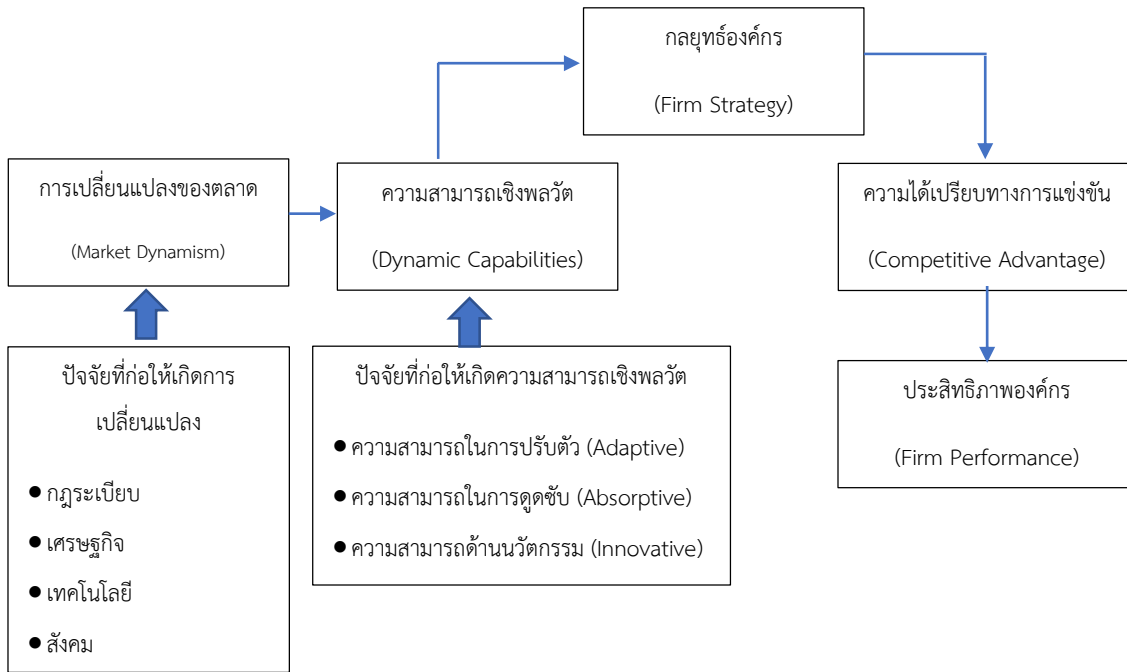 กลยุทธ์องค์กร
(Firm Strategy)
การเปลี่ยนแปลงของตลาด
(Market Dynamism)
ความสามารถเชิงพลวัต
(Dynamic Capabilities)
ความได้เปรียบทางการแข่งขัน
(Competitive Advantage)
ปัจจัยที่ก่อให้เกิดการ
เปลี่ยนแปลง
● กฎระเบียบ
● เศรษฐกิจ
● เทคโนโลยี
● สังคม
ปัจจัยที่ก่อให้เกิดความสามารถเชิงพลวัต
● ความสามารถในการปรับตัว (Adaptive)
● ความสามารถในการดูดซับ (Absorptive)
● ความสามารถด้านนวัตกรรม (Innovative)
ประสิทธิภาพองค์กร
(Firm Performance)